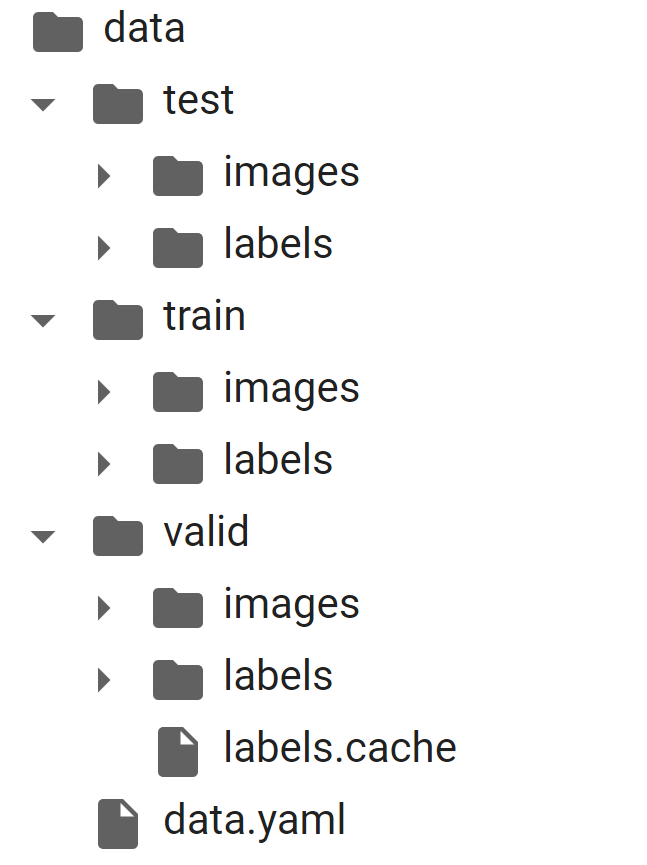 data
test
images
labels
train
images
labels
valid
images
labels
labels.cache
data.yaml